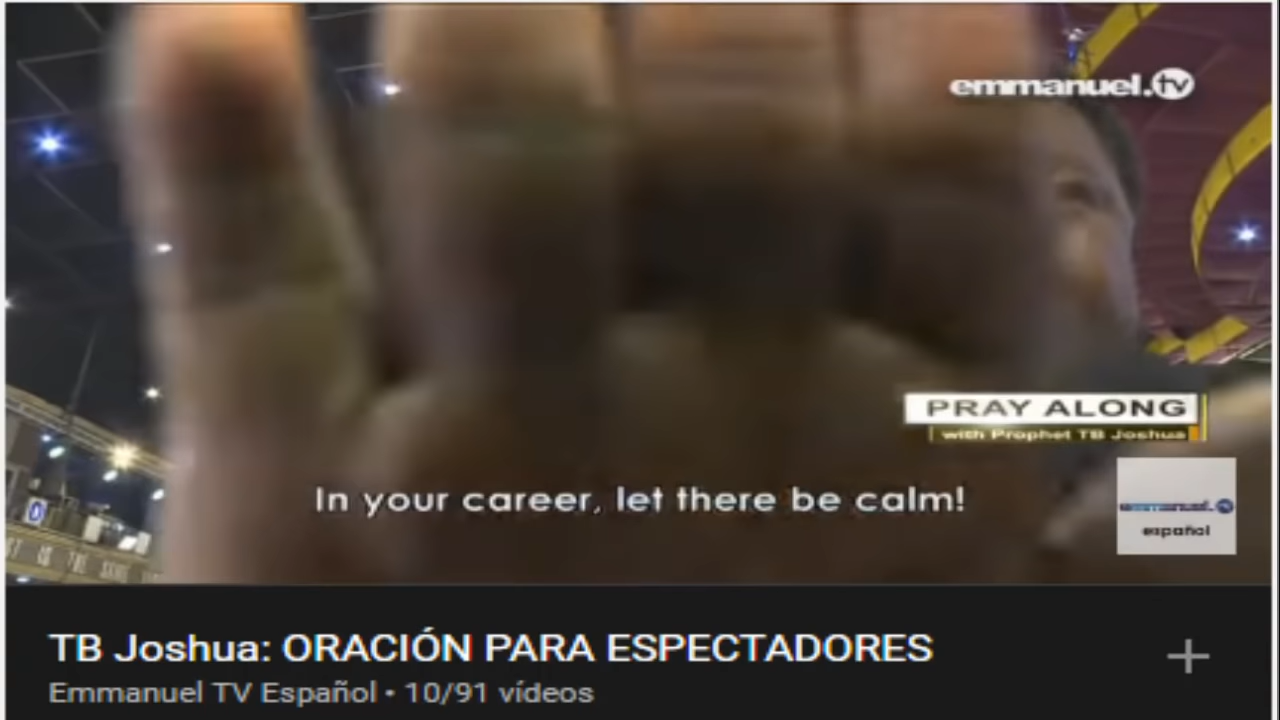 emmanuel.tv
PRAY ALONG
with Prophet TB Joshua
In your career, let there be calm!
emmanuel.tv
español
TB Joshua: ORACIÓN PARA ESPECTADORES
Emmanuel TV Español • 10/91 vídeos